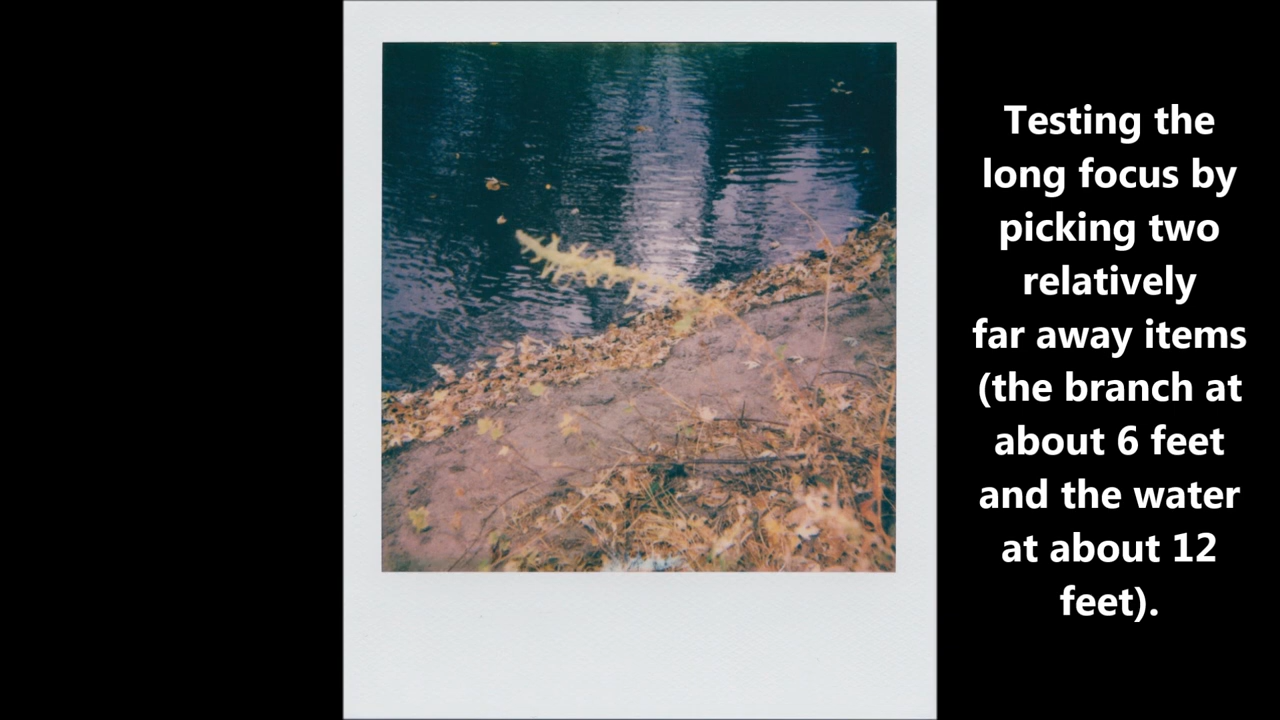 Testing the
long focus by
picking two
relatively
far away items
(the branch at
about 6 feet
and the water
at about 12
feet).